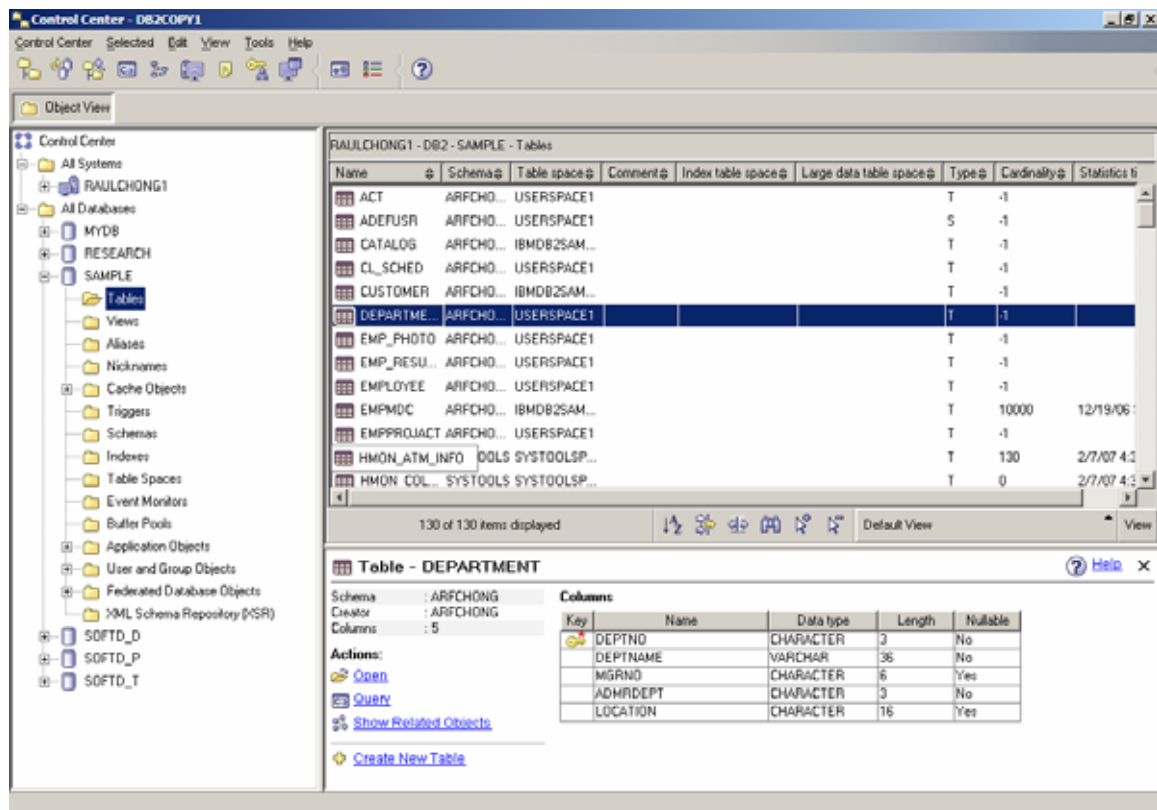 Control Center - DB2COPY1
Control Center Selected Edit View Tools Help
Object View
Control Center
All Systems
RAULCHONG1
All Databases
MYDB
RESEARCH
SAMPLE
Tables
Views
Aliases
Nicknames
Cache Objects
Triggers
Schemas
Indexes
Table Spaces
Event Monitors
Buffer Pools
Application Objects
User and Group Objects
Federated Database Objects
XML Schema Repository (XSR)
SOFTD_D
SOFTD_P
SOFTD_T
RAULCHONG1 - DB2 - SAMPLE - Tables
Name Schema Table space Comment Index table space Large data table space Type Cardinality Statistics ti
ACT ARFCHO... USERSPACE1 T -1
ADEFUSR ARFCHO... USERSPACE1 S -1
CATALOG ARFCHO... IBMDB2SAM... T -1
CL_SCHED ARFCHO... USERSPACE1 T -1
CUSTOMER ARFCHO... IBMDB2SAM... T -1
DEPARTME... ARFCHO... USERSPACE1 T -1
EMP_PHOTO ARFCHO... USERSPACE1 T -1
EMP_RESU... ARFCHO... USERSPACE1 T -1
EMPLOYEE ARFCHO... USERSPACE1 T -1
EMPMDC ARFCHO... IBMDB2SAM... T 10000 12/19/06
EMPPROJACT ARFCHO... USERSPACE1 T -1
HMON_ATM_INFO OOLS SYSTOOLSP... T 130 2/7/07 4:3
HMON_COL... SYSTOOLS SYSTOOLSP... T 0 2/7/07 4:3
130 of 130 items displayed Default View View
Table - DEPARTMENT Help
Schema : ARFCHONG
Creator : ARFCHONG
Columns : 5
Actions:
Open
Query
Show Related Objects
Create New Table
Columns
Key Name Data type Length Nullable
DEPTNO CHARACTER 3 No
DEPTNAME VARCHAR 36 No
MGRNO CHARACTER 6 Yes
ADMRDEPT CHARACTER 3 No
LOCATION CHARACTER 16 Yes